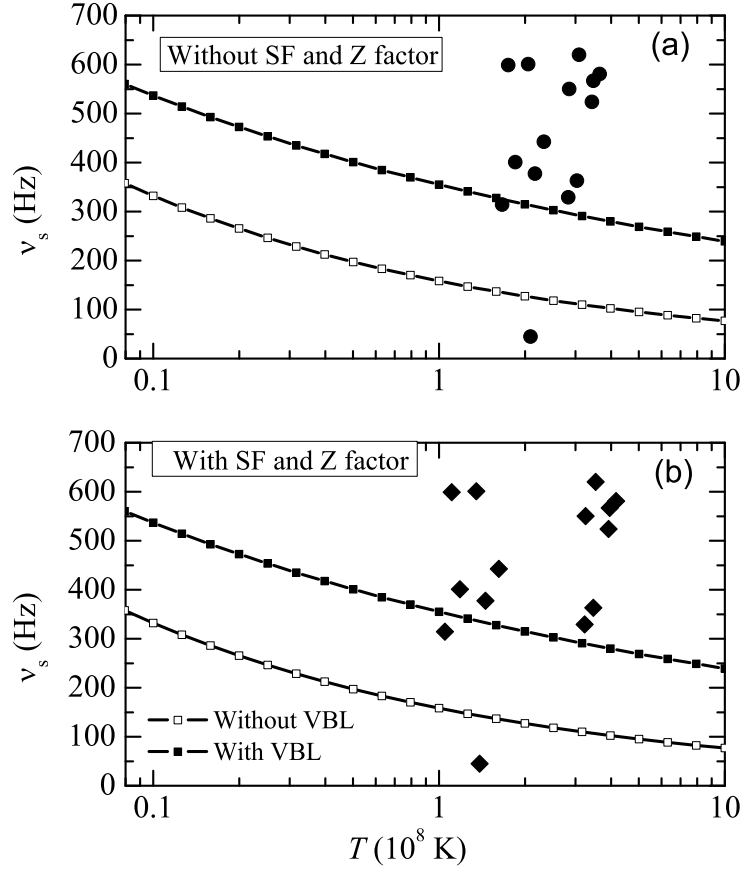 700
600
500
400
300
200
100
0
ν_s (Hz)
Without SF and Z factor
(a)
0.1
1
10
700
600
500
400
300
200
100
0
ν_s (Hz)
With SF and Z factor
(b)
Without VBL
With VBL
0.1
1
10
T (10⁸ K)